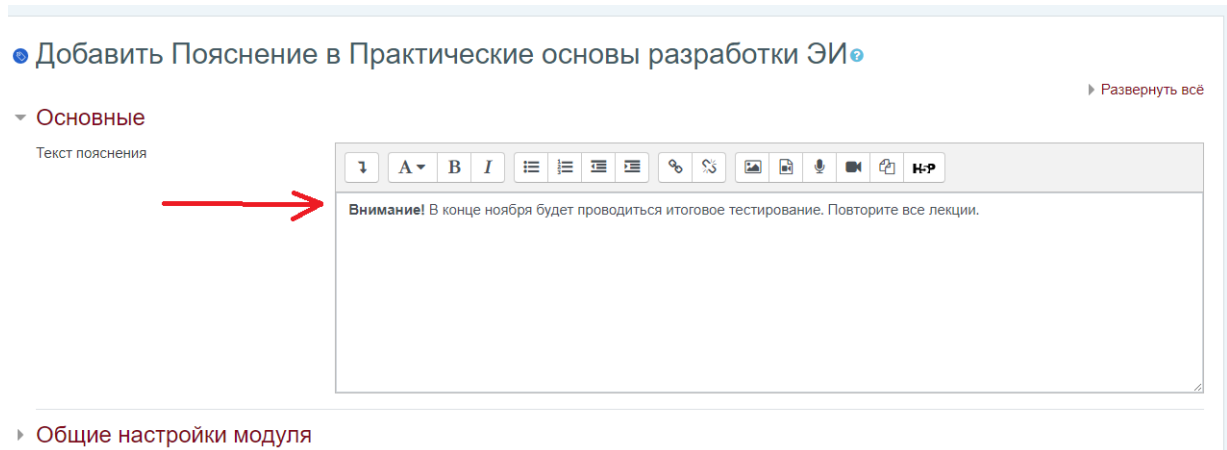 Добавить Пояснение в Практические основы разработки ЭИ
Развернуть всё
Основные
Текст пояснения
A B I H-P
Внимание! В конце ноября будет проводиться итоговое тестирование. Повторите все лекции.
Общие настройки модуля